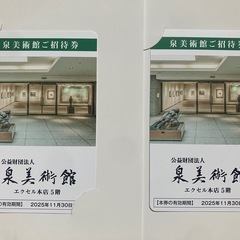 泉美術館ご招待券
公益財団法人
泉美術館
エクセル本店5階
の有効期間】 2025年11月30日
泉美術館ご招待券
公益財団法人
泉美術館
エクセル本店5階
【本券の有効期間】 2025年11月30日